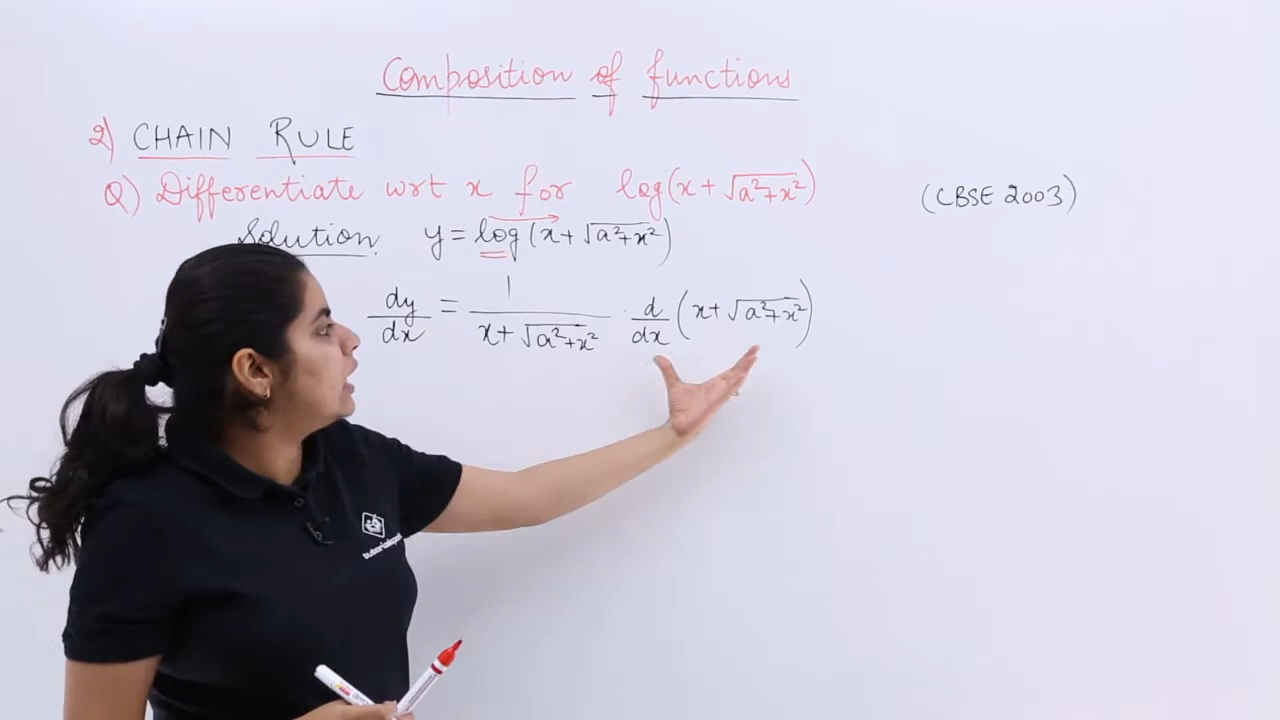 Composition of functions
2) CHAIN RULE
Q) Differentiate wrt x for log(x + √a²+x²) (CBSE 2003)
Solution. y = log(x + √a²+x²)
dy/dx = 1/(x + √a²+x²) · d/dx (x + √a²+x²)